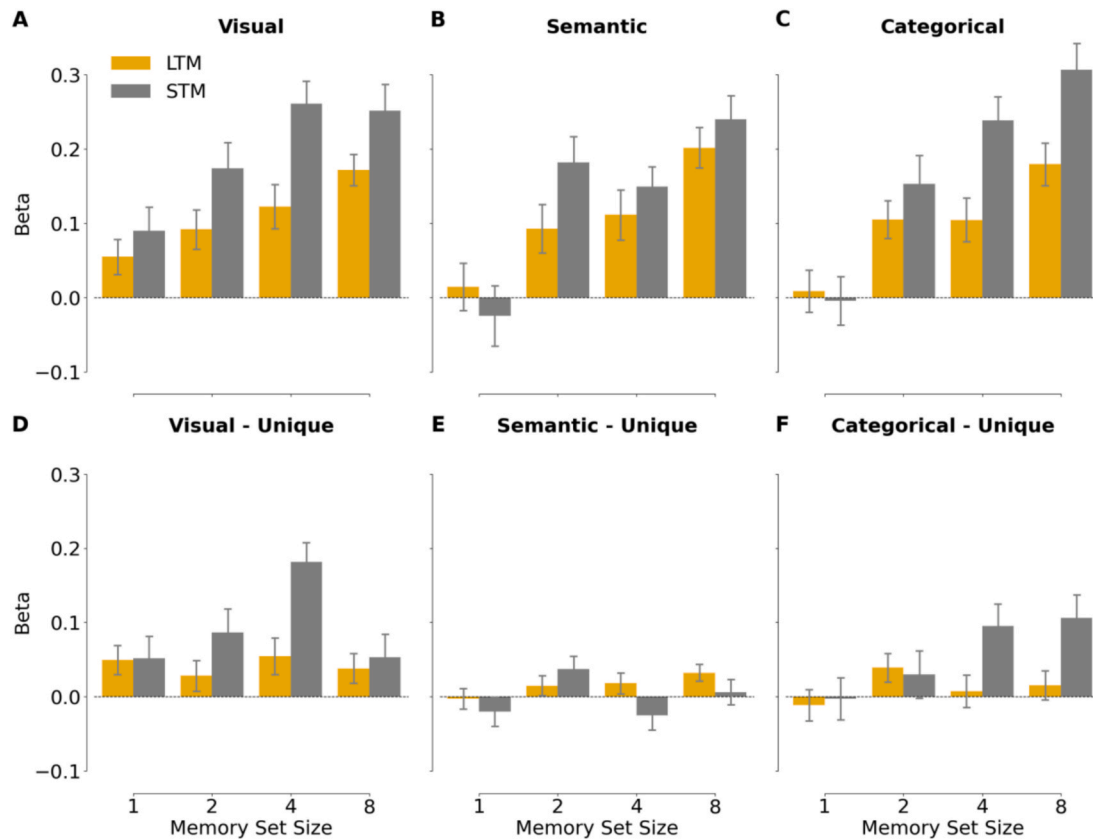 A Visual B Semantic C Categorical
LTM
STM
0.3
0.2
0.1
0.0
−0.1
Beta
D Visual - Unique E Semantic - Unique F Categorical - Unique
0.3
0.2
0.1
0.0
−0.1
Beta
1 2 4 8 1 2 4 8 1 2 4 8
Memory Set Size Memory Set Size Memory Set Size